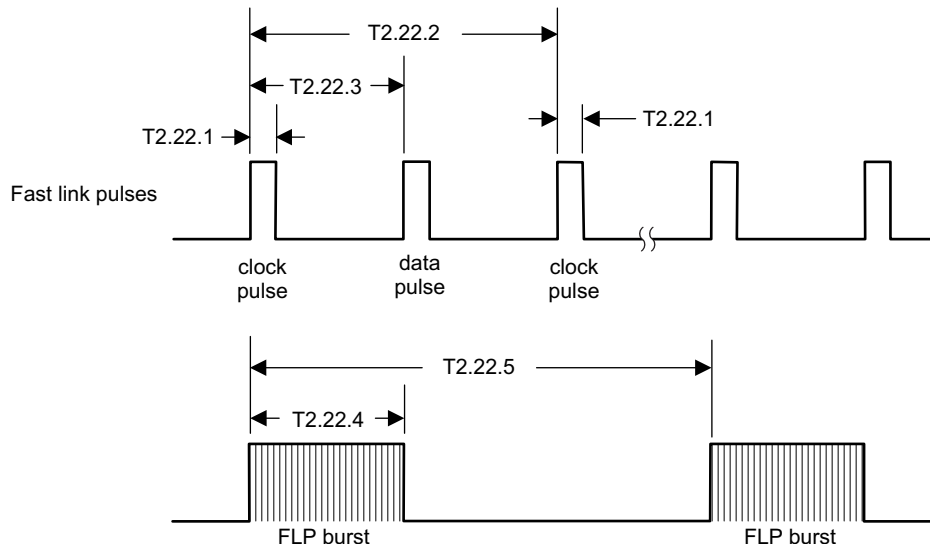 T2.22.2
T2.22.3
T2.22.1
T2.22.1
Fast link pulses
clock
pulse
data
pulse
clock
pulse
T2.22.5
T2.22.4
FLP burst
FLP burst